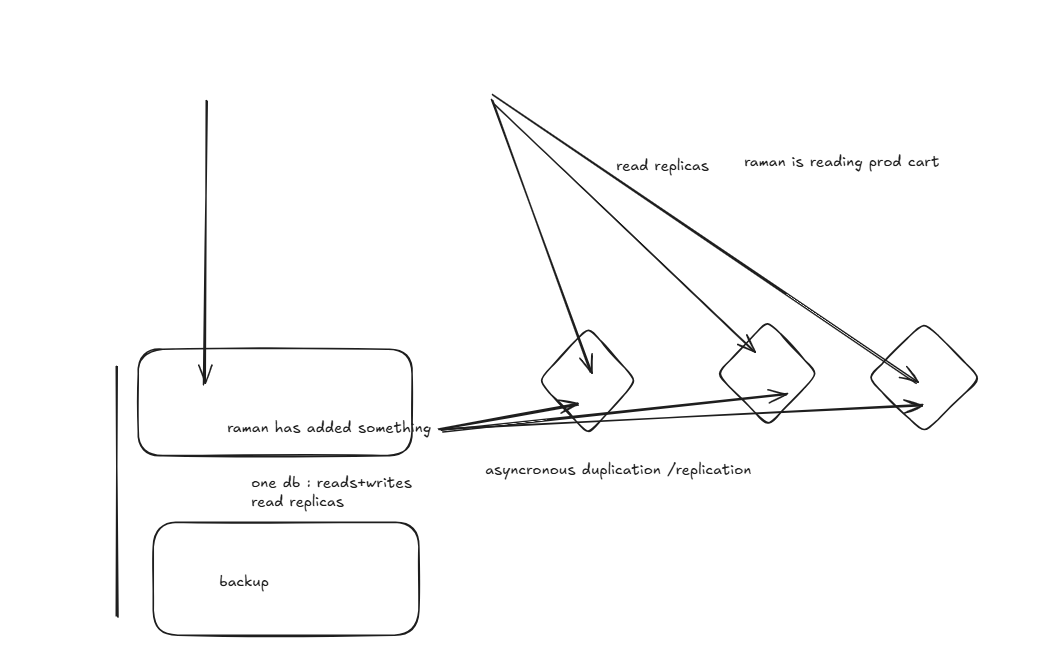 read replicas
raman is reading prod cart
raman has added something
asyncronous duplication /replication
one db : reads+writes
read replicas
backup